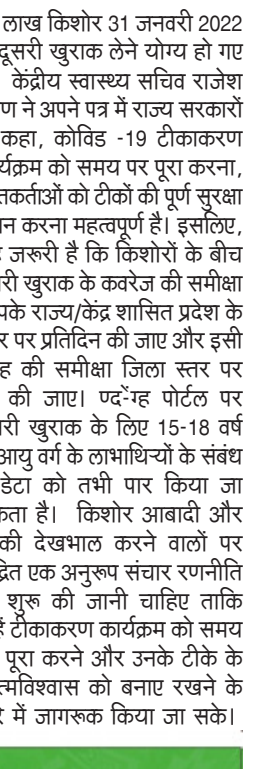 लाख किशोर 31 जनवरी 2022
दूसरी खुराक लेने योग्य हो गए
केंद्रीय स्वास्थ्य सचिव राजेश
ण ने अपने पत्र में राज्य सरकारों
कहा, कोविड -19 टीकाकरण
र्यक्रम को समय पर पूरा करना,
तकर्ताओं को टीकों की पूर्ण सुरक्षा
न करना महत्वपूर्ण है। इसलिए,
जरूरी है कि किशोरों के बीच
री खुराक के कवरेज की समीक्षा
पके राज्य/केंद्र शासित प्रदेश के
र पर प्रतिदिन की जाए और इसी
ह की समीक्षा जिला स्तर पर
की जाए। ण्दैं-ग्ह पोर्टल पर
री खुराक के लिए 15-18 वर्ष
आयु वर्ग के लाभाथिर्यों के संबंध
डेटा को तभी पार किया जा
कता है। किशोर आबादी और
की देखभाल करने वालों पर
द्रित एक अनुरूप संचार रणनीति
शुरू की जानी चाहिए ताकि
हें टीकाकरण कार्यक्रम को समय
पूरा करने और उनके टीके के
त्मविश्वास को बनाए रखने के
रे में जागरूक किया जा सके।